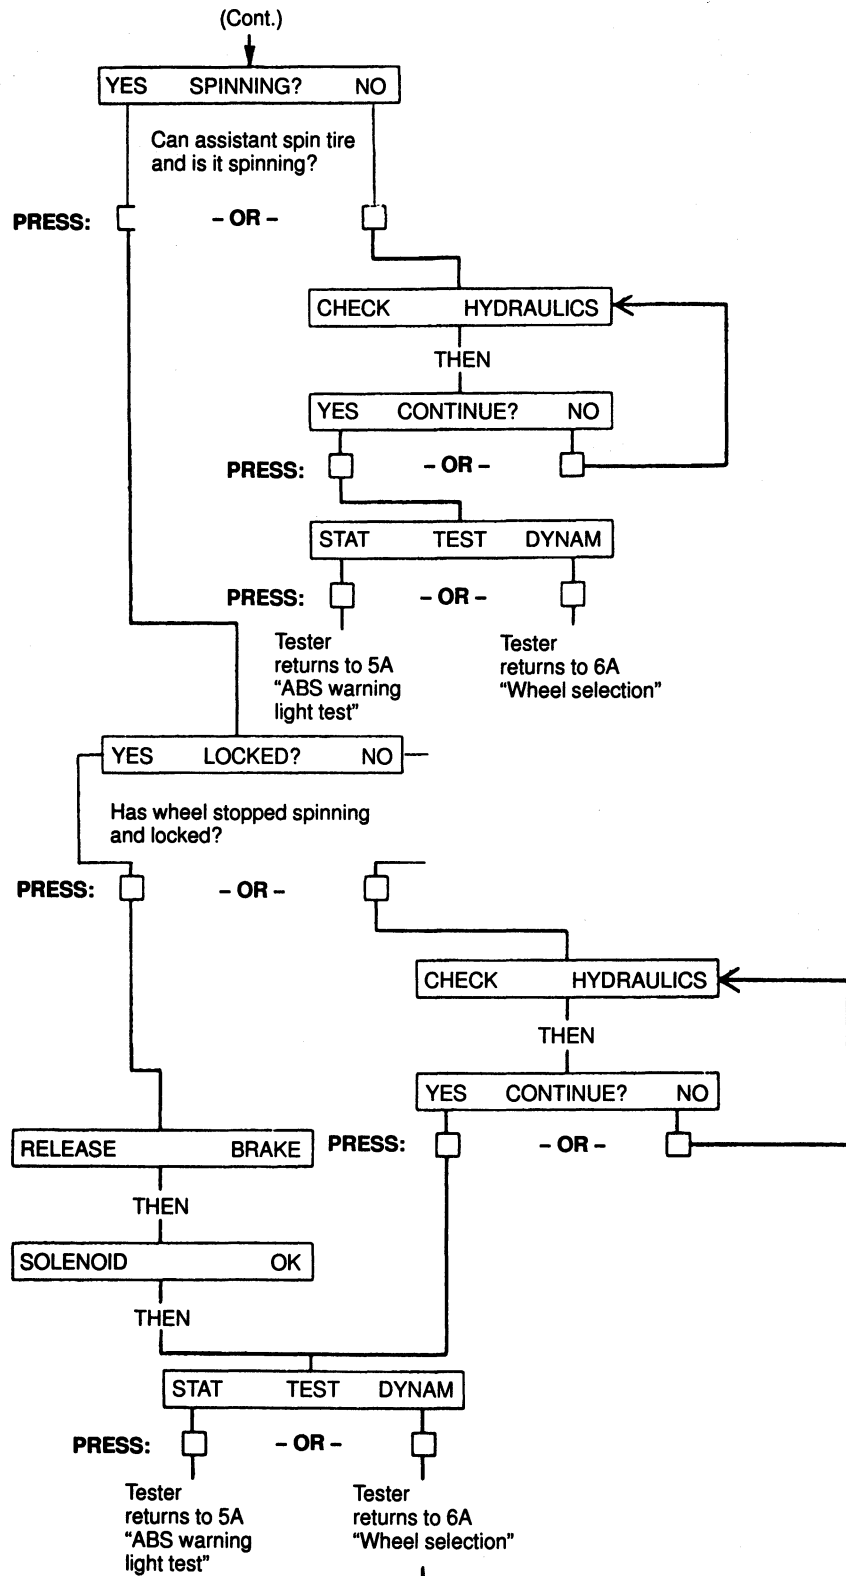 (Cont.)
YES SPINNING? NO
Can assistant spin tire
and is it spinning?
PRESS: – OR –
CHECK HYDRAULICS
THEN
YES CONTINUE? NO
PRESS: – OR –
STAT TEST DYNAM
PRESS: – OR –
Tester
returns to 5A
“ABS warning
light test”
Tester
returns to 6A
“Wheel selection”
YES LOCKED? NO
Has wheel stopped spinning
and locked?
PRESS: – OR –
CHECK HYDRAULICS
THEN
YES CONTINUE? NO
PRESS: – OR –
RELEASE BRAKE
THEN
SOLENOID OK
THEN
STAT TEST DYNAM
PRESS: – OR –
Tester
returns to 5A
“ABS warning
light test”
Tester
returns to 6A
“Wheel selection”